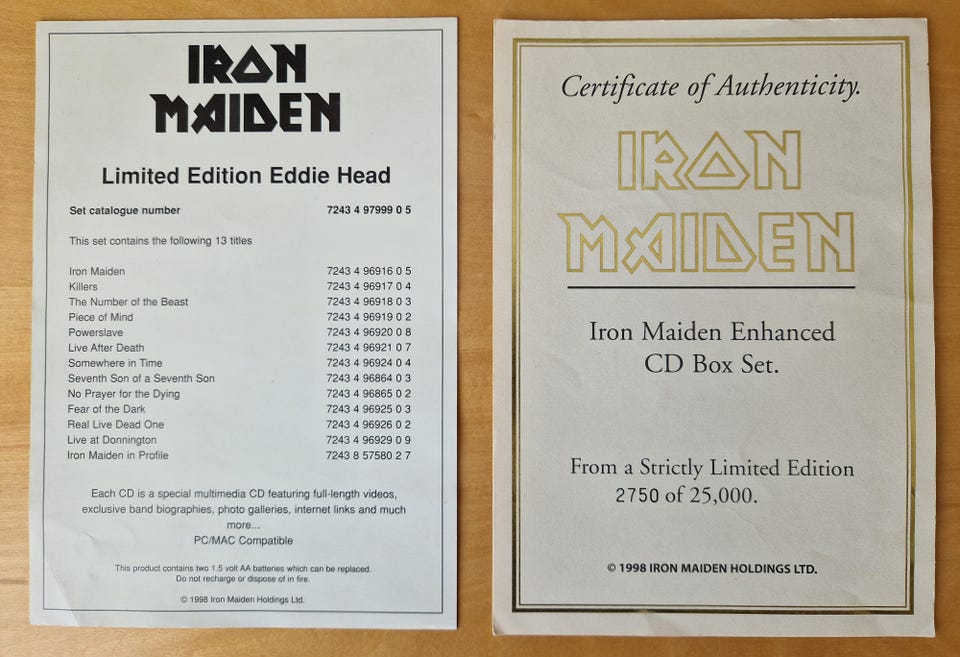 IRON
MAIDEN
Limited Edition Eddie Head
Set catalogue number 7243 4 97999 0 5
This set contains the following 13 titles
Iron Maiden 7243 4 96916 0 5
Killers 7243 4 96917 0 4
The Number of the Beast 7243 4 96918 0 3
Piece of Mind 7243 4 96919 0 2
Powerslave 7243 4 96920 0 8
Live After Death 7243 4 96921 0 7
Somewhere in Time 7243 4 96924 0 4
Seventh Son of a Seventh Son 7243 4 96864 0 3
No Prayer for the Dying 7243 4 96865 0 2
Fear of the Dark 7243 4 96925 0 3
Real Live Dead One 7243 4 96926 0 2
Live at Donnington 7243 4 96929 0 9
Iron Maiden in Profile 7243 8 57580 2 7
Each CD is a special multimedia CD featuring full-length videos,
exclusive band biographies, photo galleries, internet links and much
more...
PC/MAC Compatible
This product contains two 1.5 volt AA batteries which can be replaced.
Do not recharge or dispose of in fire.
© 1998 Iron Maiden Holdings Ltd.
Certificate of Authenticity.
IRON
MAIDEN
Iron Maiden Enhanced
CD Box Set.
From a Strictly Limited Edition
2750 of 25,000.
© 1998 IRON MAIDEN HOLDINGS LTD.